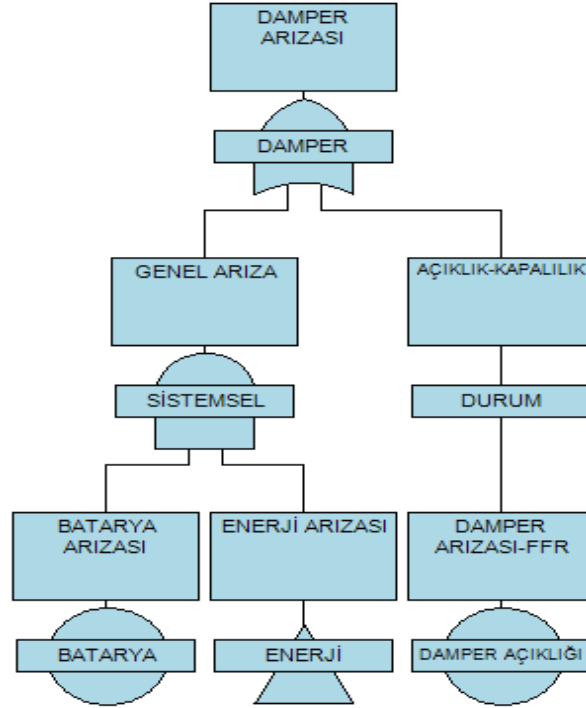 DAMPER
ARIZASI
DAMPER
GENEL ARIZA
AÇIKLIK-KAPALILIK
SİSTEMSEL
DURUM
BATARYA
ARIZASI
ENERJİ ARIZASI
DAMPER
ARIZASI-FFR
BATARYA
ENERJİ
DAMPER AÇIKLIĞI